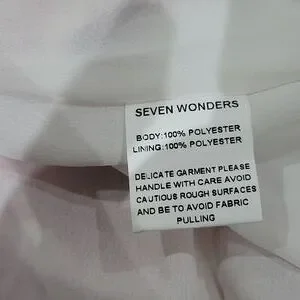 SEVEN WONDERS
BODY:100% POLYESTER
LINING:100% POLYESTER
DELICATE GARMENT PLEASE
HANDLE WITH CARE AVOID
CAUTIOUS ROUGH SURFACES
AND BE TO AVOID FABRIC
PULLING